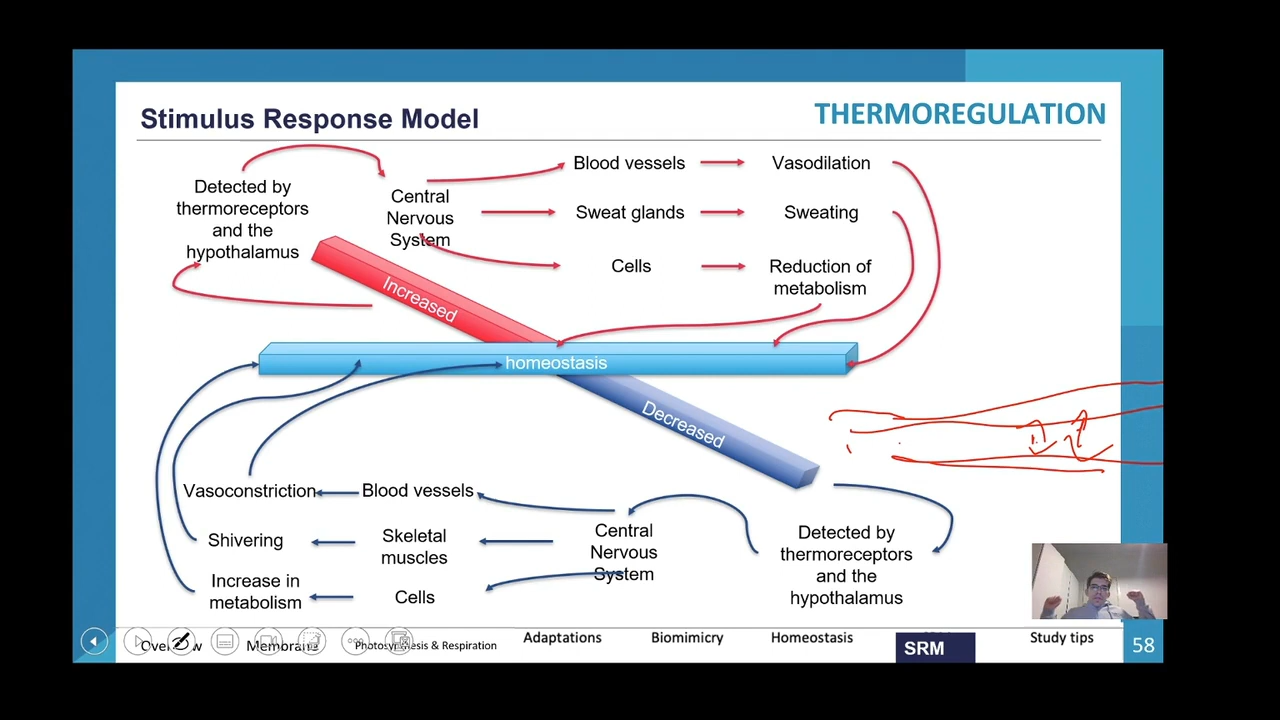 Stimulus Response Model
THERMOREGULATION
Detected by
thermoreceptors
and the
hypothalamus
Central
Nervous
System
Blood vessels
Vasodilation
Sweat glands
Sweating
Cells
Reduction of
metabolism
Increased
homeostasis
Decreased
Vasoconstriction
Blood vessels
Shivering
Skeletal
muscles
Increase in
metabolism
Cells
Central
Nervous
System
Detected by
thermoreceptors
and the
hypothalamus
Overview
Membrane
Photosynthesis & Respiration
Adaptations
Biomimicry
Homeostasis
SRM
Study tips
58